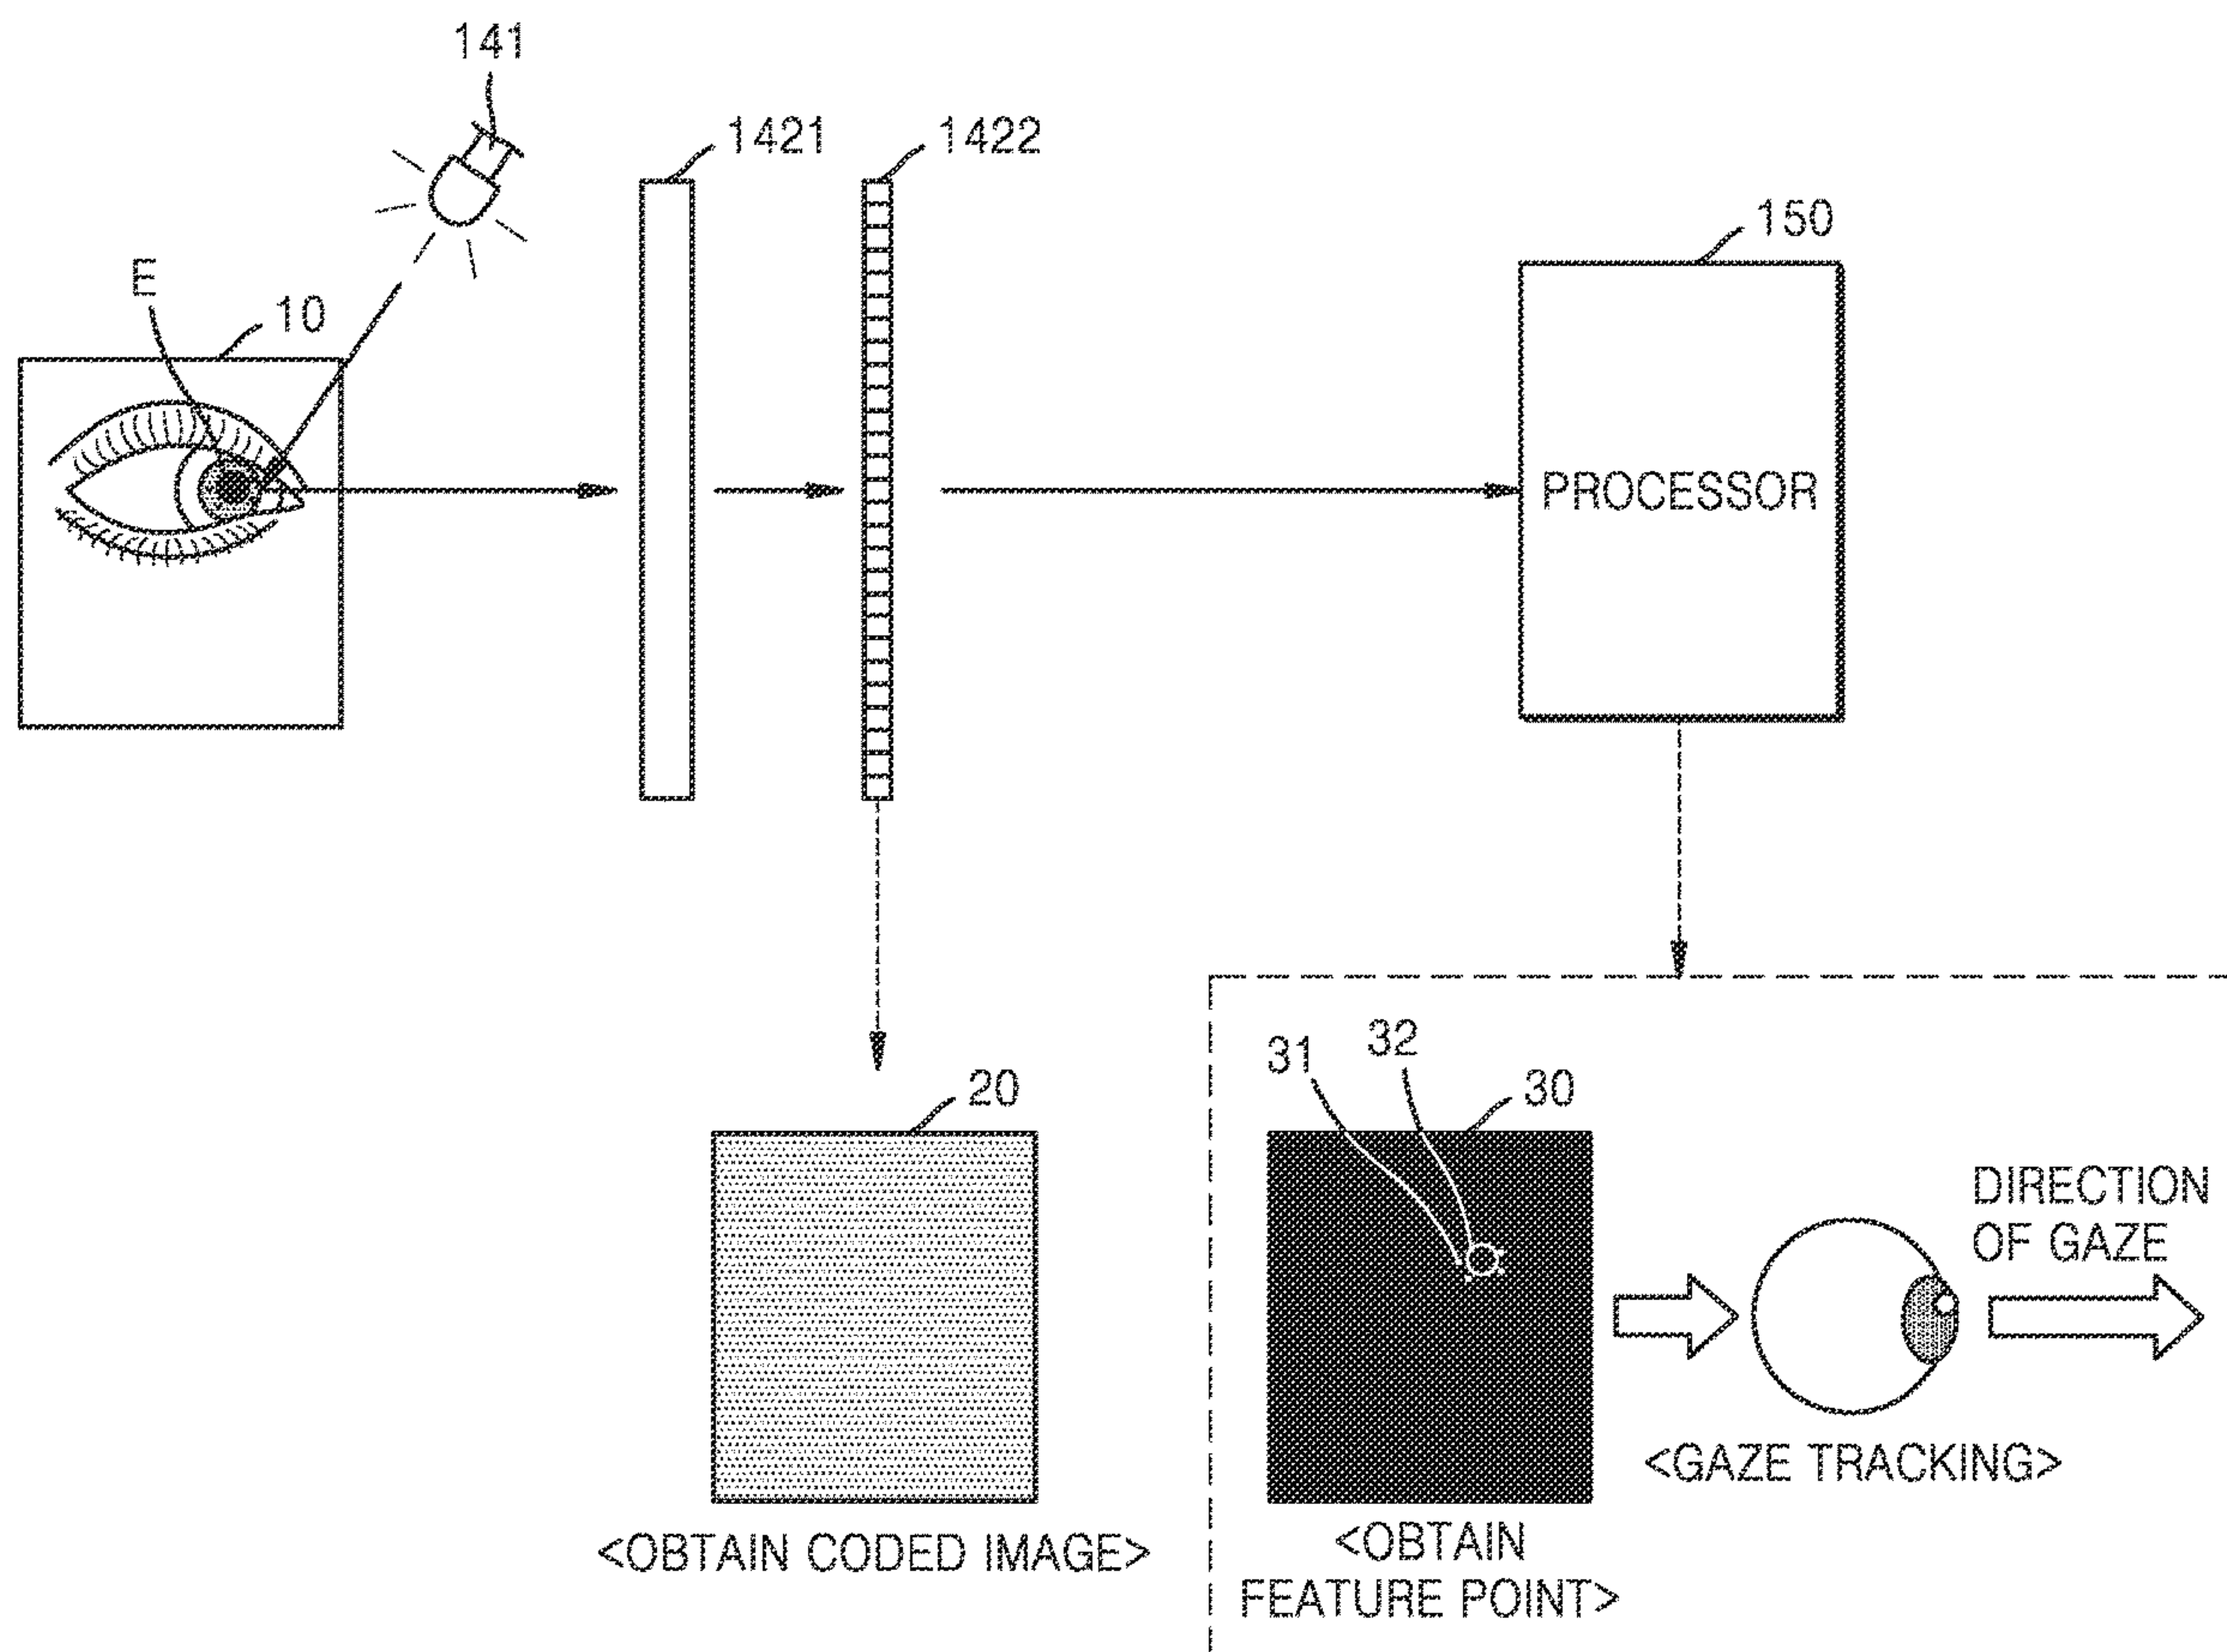 141
1421
1422
150
E
10
PROCESSOR
31
32
20
30
DIRECTION
OF GAZE
<GAZE TRACKING>
<OBTAIN CODED IMAGE>
<OBTAIN
FEATURE POINT>